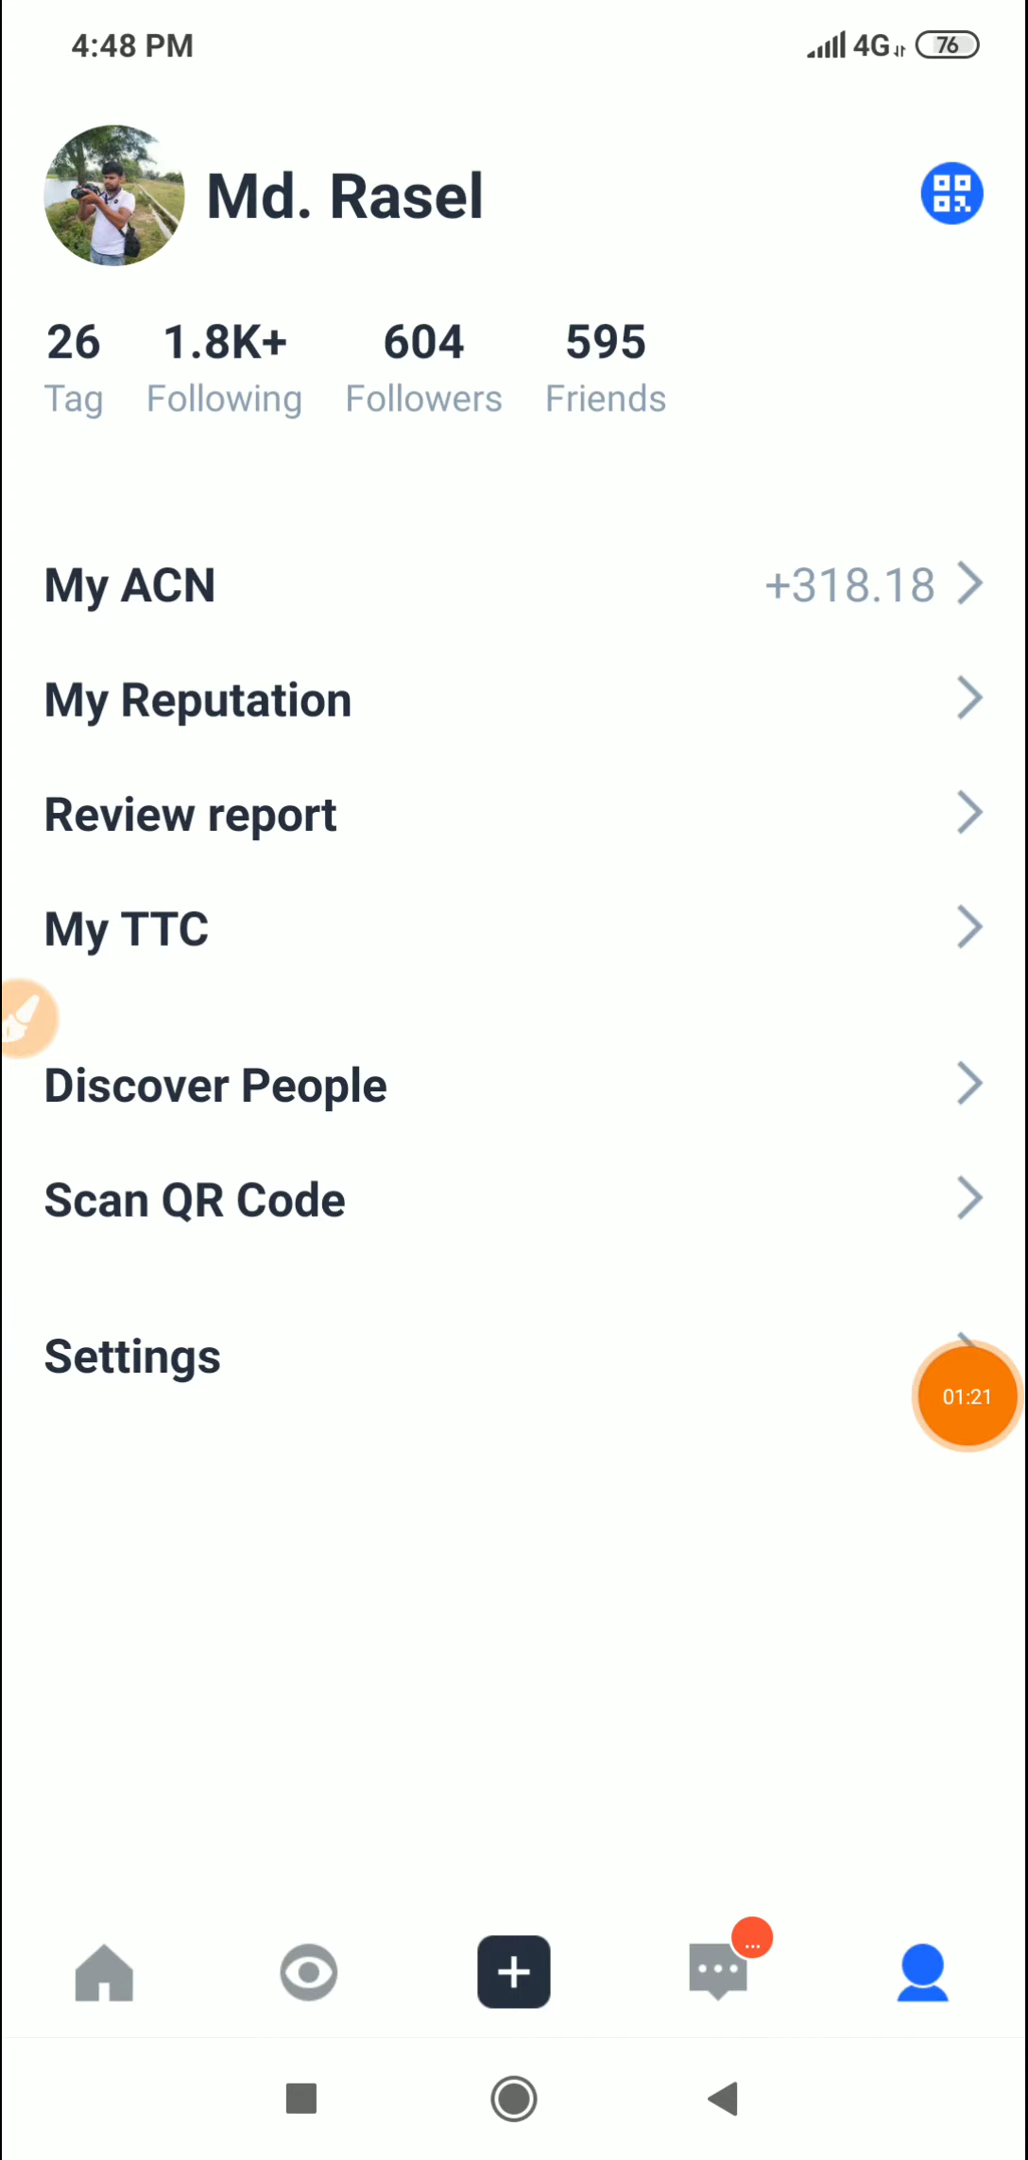 4:48 PM 4G 76
Md. Rasel
26 1.8K+ 604 595
Tag Following Followers Friends
My ACN +318.18
My Reputation
Review report
My TTC
Discover People
Scan QR Code
Settings
01:21
...